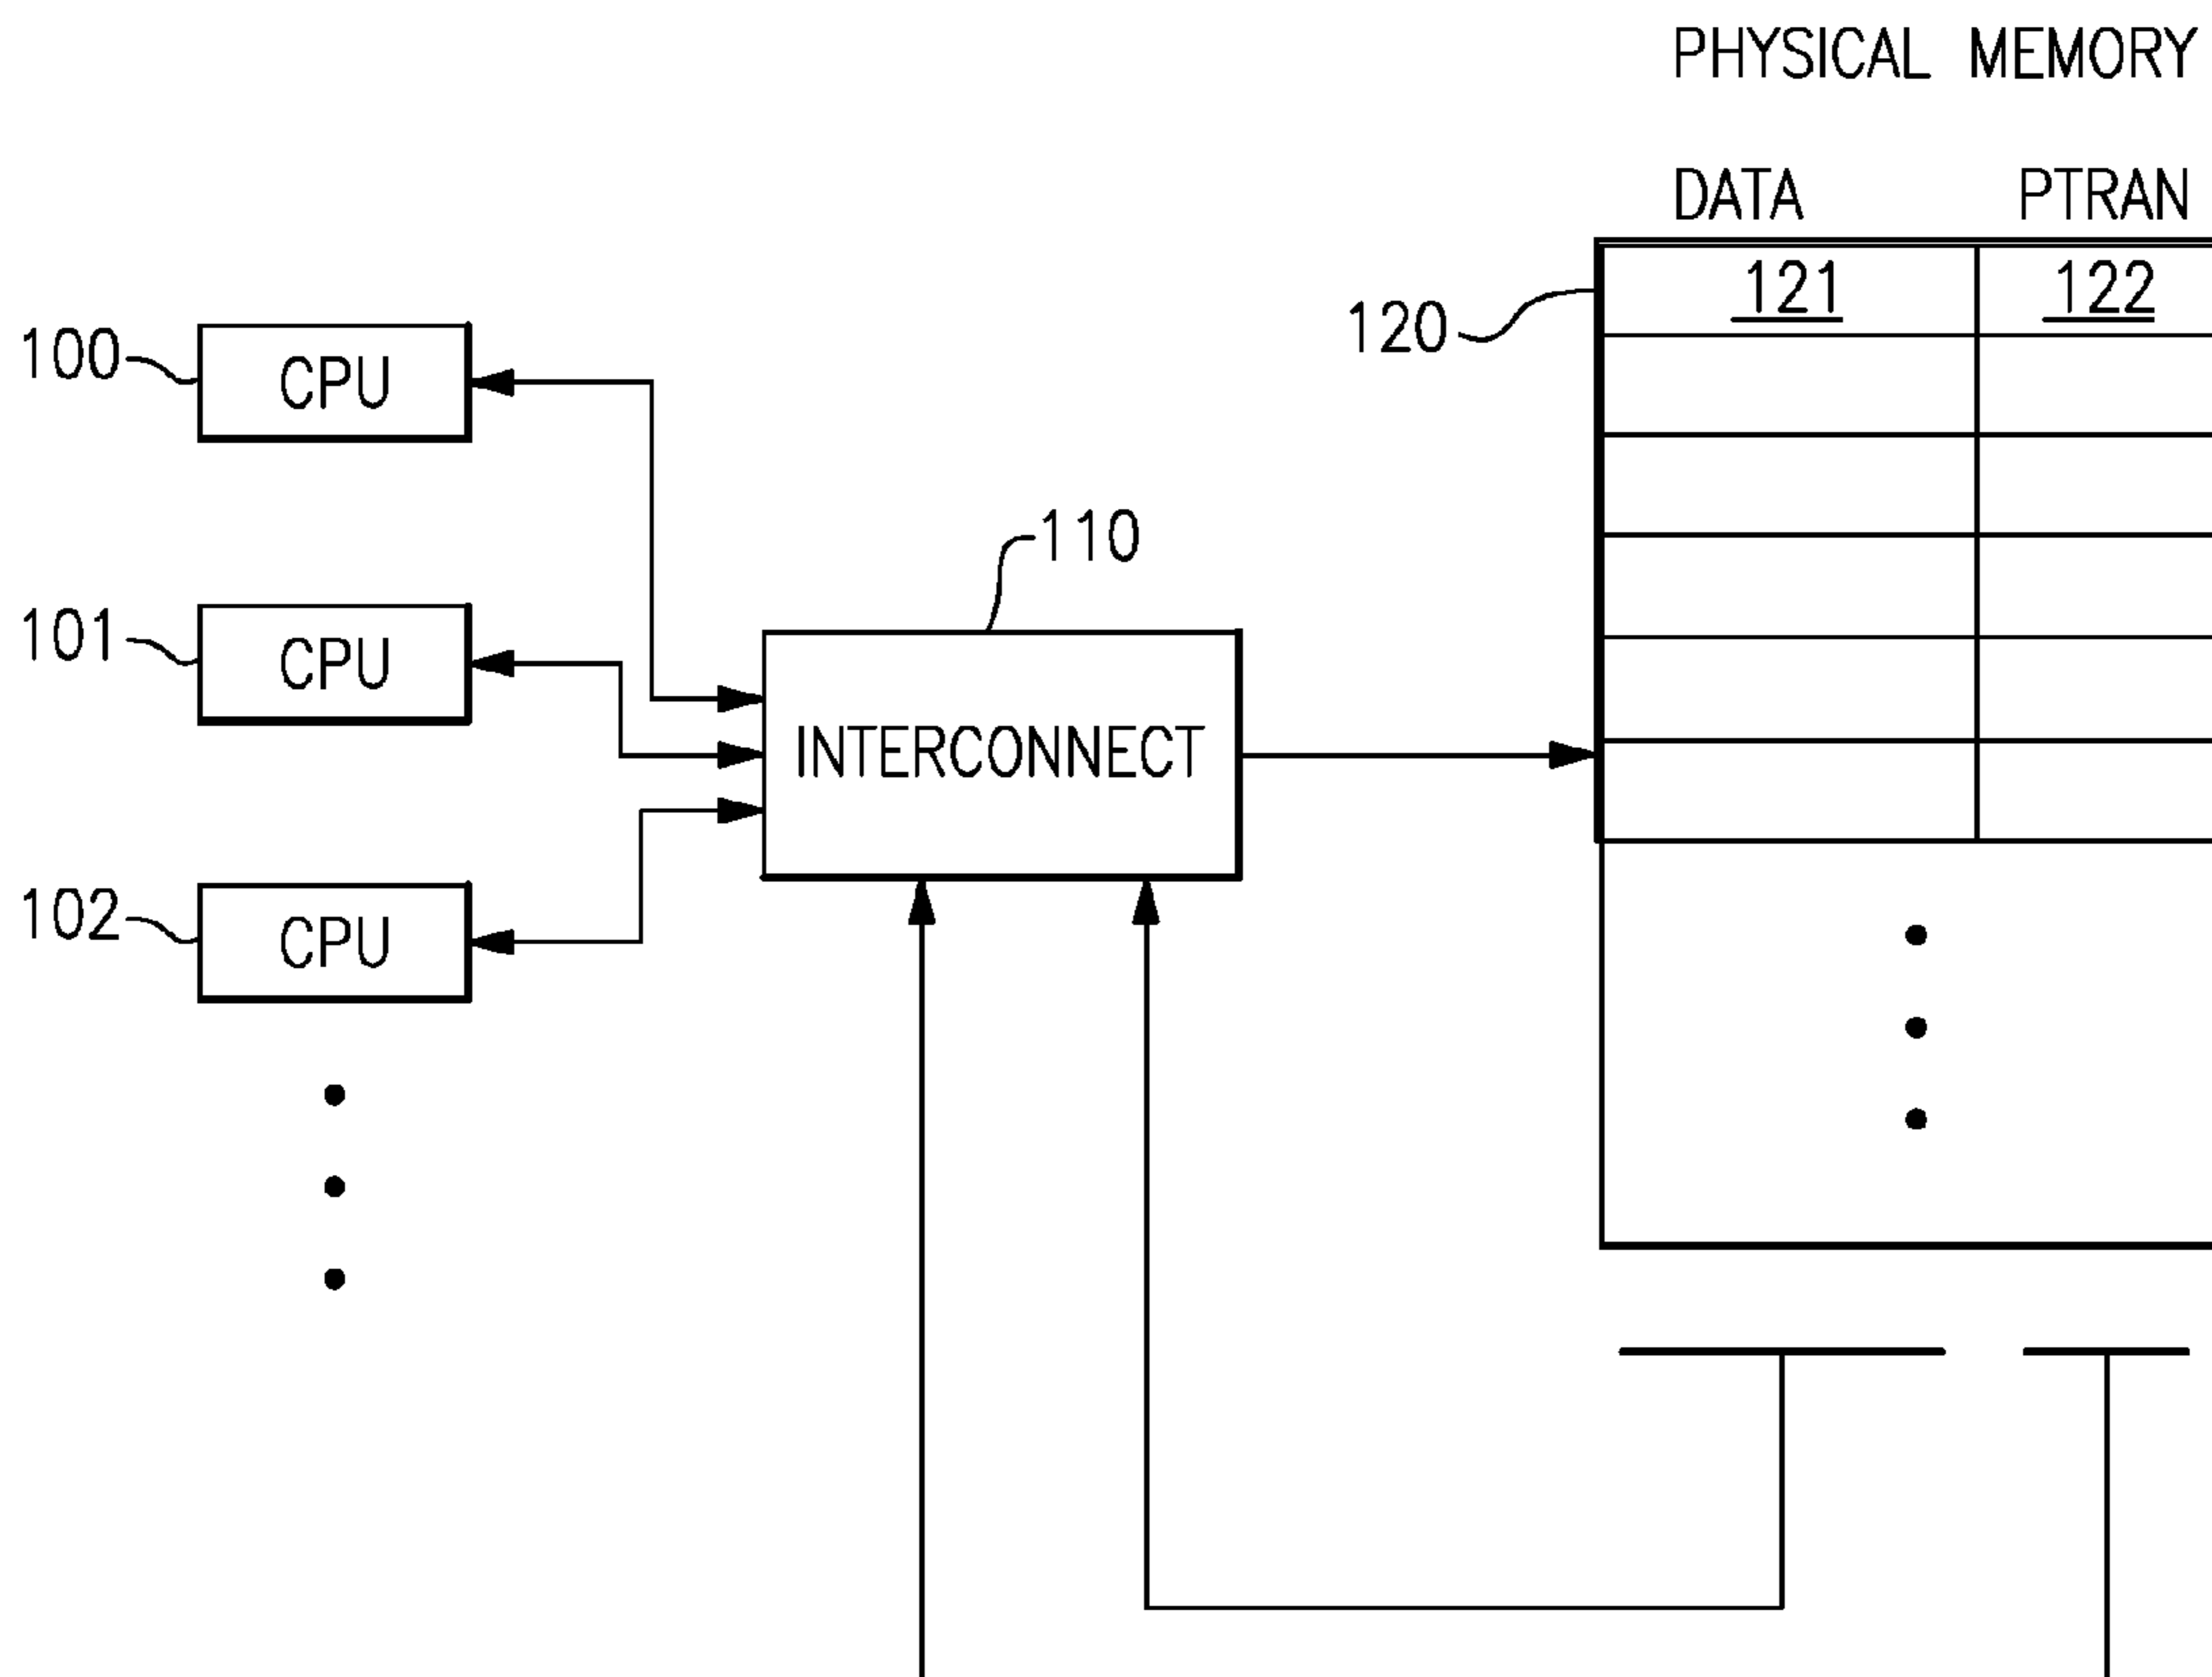 PHYSICAL MEMORY
DATA PTRAN
121 122
120
100 CPU
110
101 CPU
INTERCONNECT
102 CPU